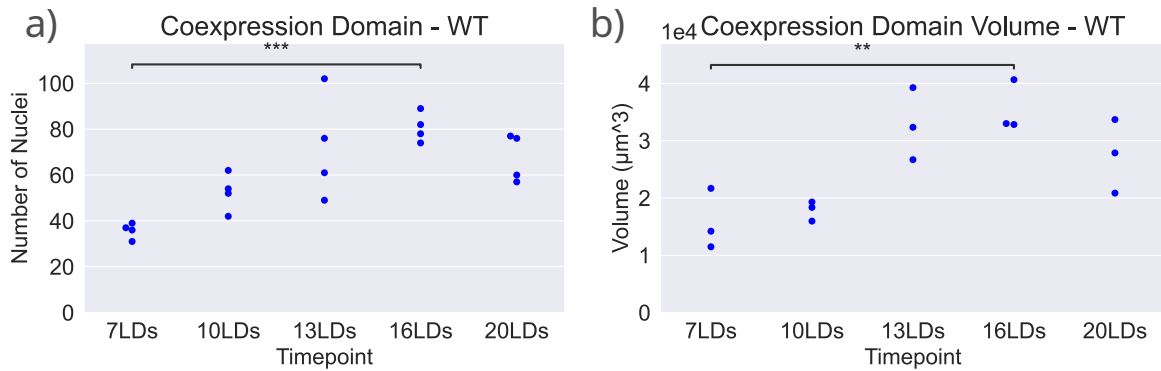 a) Coexpression Domain - WT
***
Number of Nuclei
100
80
60
40
20
0
7LDs 10LDs 13LDs 16LDs 20LDs
Timepoint
b) 1e4 Coexpression Domain Volume - WT
**
Volume (μm^3)
4
3
2
1
0
7LDs 10LDs 13LDs 16LDs 20LDs
Timepoint